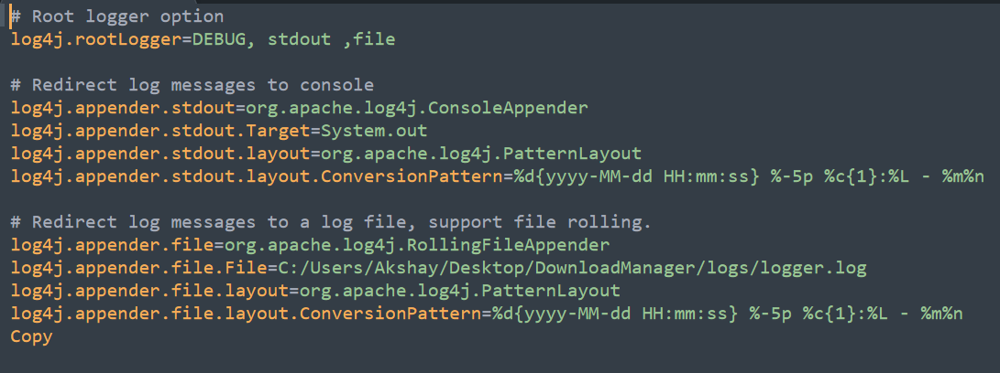 # Root logger option
log4j.rootLogger=DEBUG, stdout ,file
# Redirect log messages to console
log4j.appender.stdout=org.apache.log4j.ConsoleAppender
log4j.appender.stdout.Target=System.out
log4j.appender.stdout.layout=org.apache.log4j.PatternLayout
log4j.appender.stdout.layout.ConversionPattern=%d{yyyy-MM-dd HH:mm:ss} %-5p %c{1}:%L - %m%n
# Redirect log messages to a log file, support file rolling.
log4j.appender.file=org.apache.log4j.RollingFileAppender
log4j.appender.file.File=C:/Users/Akshay/Desktop/DownloadManager/logs/logger.log
log4j.appender.file.layout=org.apache.log4j.PatternLayout
log4j.appender.file.layout.ConversionPattern=%d{yyyy-MM-dd HH:mm:ss} %-5p %c{1}:%L - %m%n
Copy